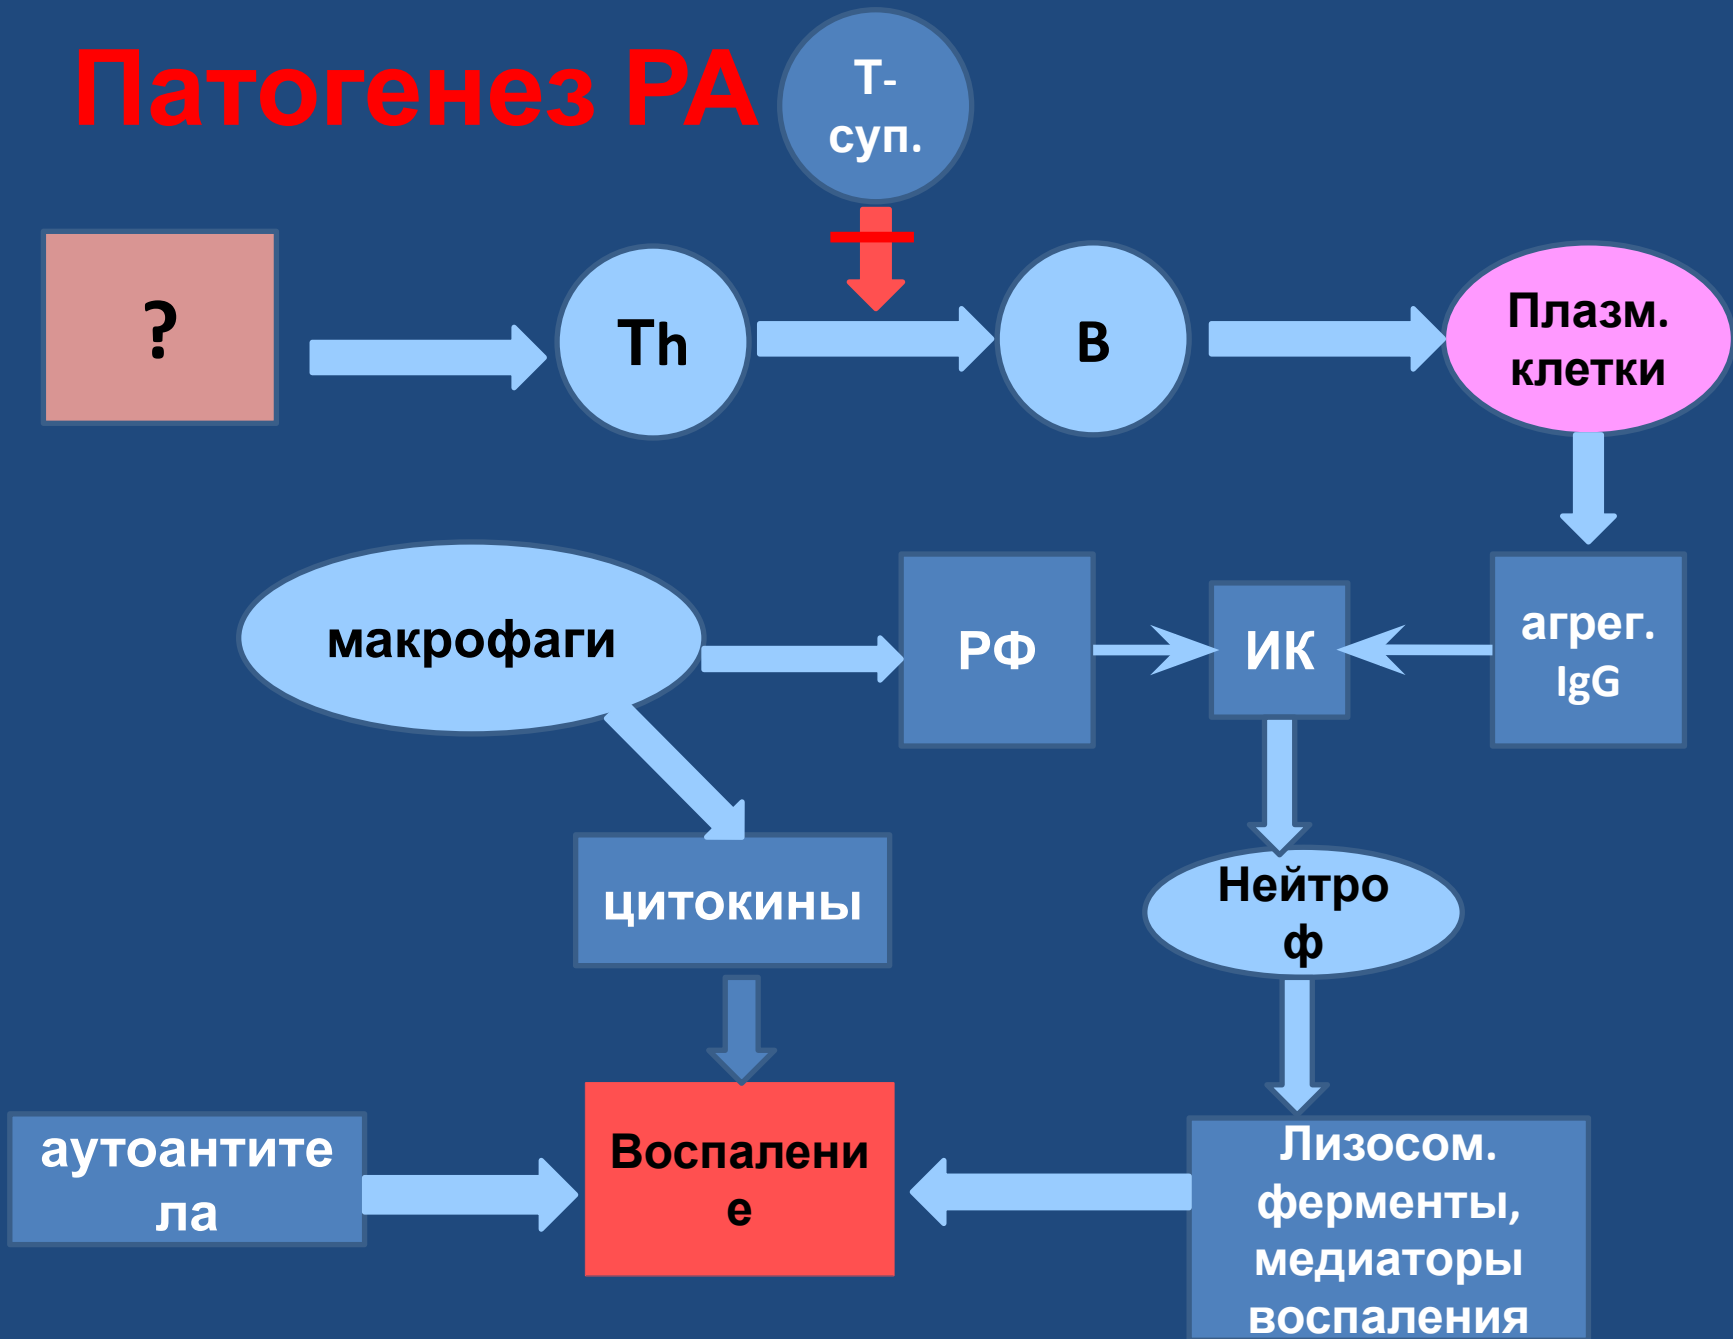 Патогенез РА
Т-
суп.
?
Th
В
Плазм.
клетки
макрофаги
РФ
ИК
агрег.
IgG
цитокины
Нейтро
ф
аутоантите
ла
Воспалени
е
Лизосом.
ферменты,
медиаторы
воспаления